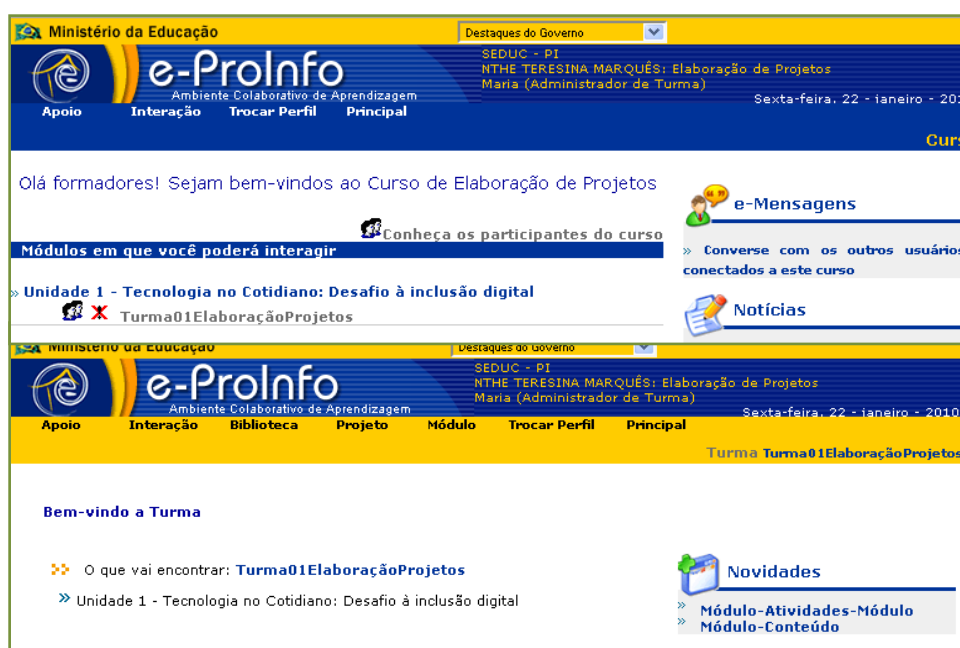 Ministério da Educação
Destaques do Governo
e-ProInfo
Ambiente Colaborativo de Aprendizagem
SEDUC - PI
NTHE TERESINA MARQUÊS: Elaboração de Projetos
Maria (Administrador de Turma)
Sexta-feira, 22 - janeiro - 201
Apoio Interação Trocar Perfil Principal
Curs
Olá formadores! Sejam bem-vindos ao Curso de Elaboração de Projetos
Conheça os participantes do curso
Módulos em que você poderá interagir
» Unidade 1 - Tecnologia no Cotidiano: Desafio à inclusão digital
Turma01ElaboraçãoProjetos
e-Mensagens
» Converse com os outros usuários
conectados a este curso
Notícias
Ministério da Educação
Destaques do Governo
e-ProInfo
Ambiente Colaborativo de Aprendizagem
SEDUC - PI
NTHE TERESINA MARQUÊS: Elaboração de Projetos
Maria (Administrador de Turma)
Sexta-feira, 22 - janeiro - 2010
Apoio Interação Biblioteca Projeto Módulo Trocar Perfil Principal
Turma Turma01ElaboraçãoProjetos
Bem-vindo a Turma
O que vai encontrar: Turma01ElaboraçãoProjetos
» Unidade 1 - Tecnologia no Cotidiano: Desafio à inclusão digital
Novidades
» Módulo-Atividades-Módulo
» Módulo-Conteúdo